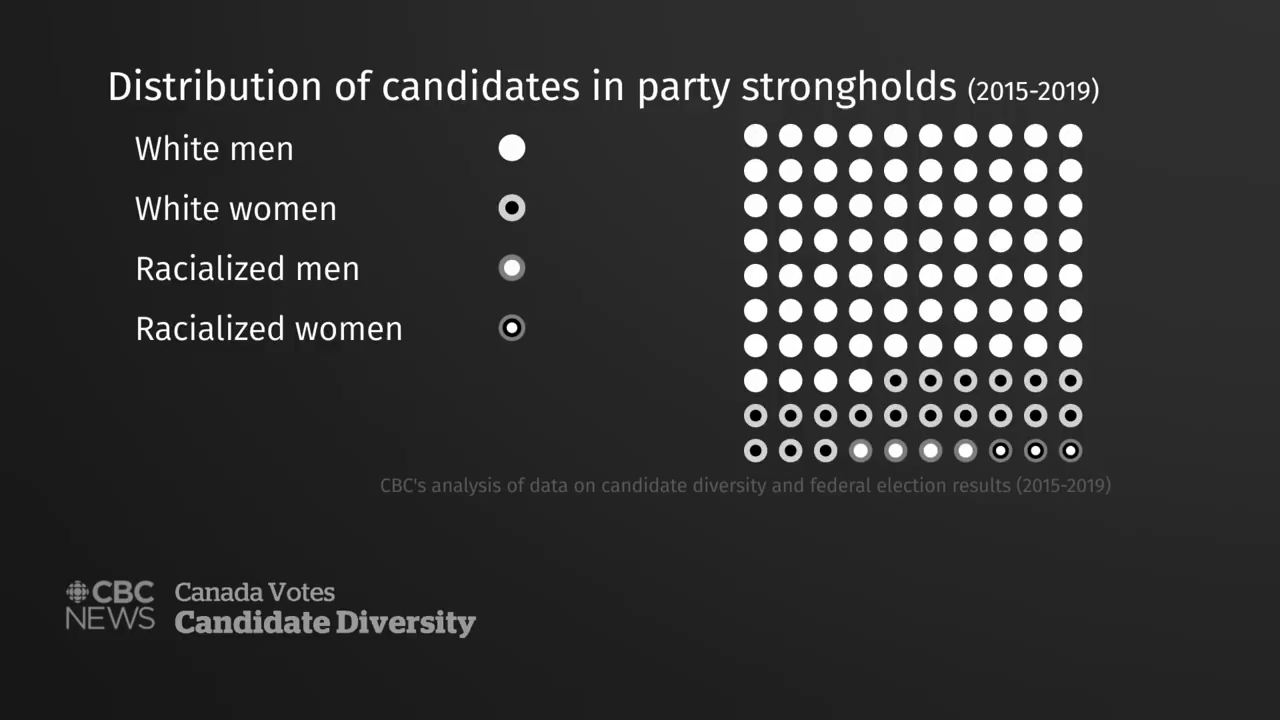 Distribution of candidates in party strongholds (2015-2019)
White men
White women
Racialized men
Racialized women
CBC's analysis of data on candidate diversity and federal election results (2015-2019)
CBC
NEWS
Canada Votes
Candidate Diversity